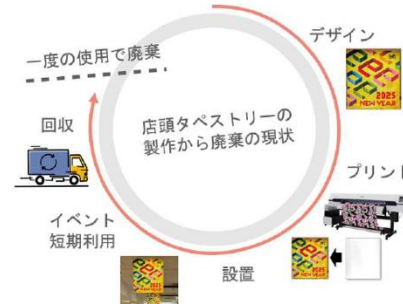 デザイン
一度の使用で廃棄
2025
NEW YEAR
回収
店頭タペストリーの
製作から廃棄の現状
プリント
イベント
短期利用
設置